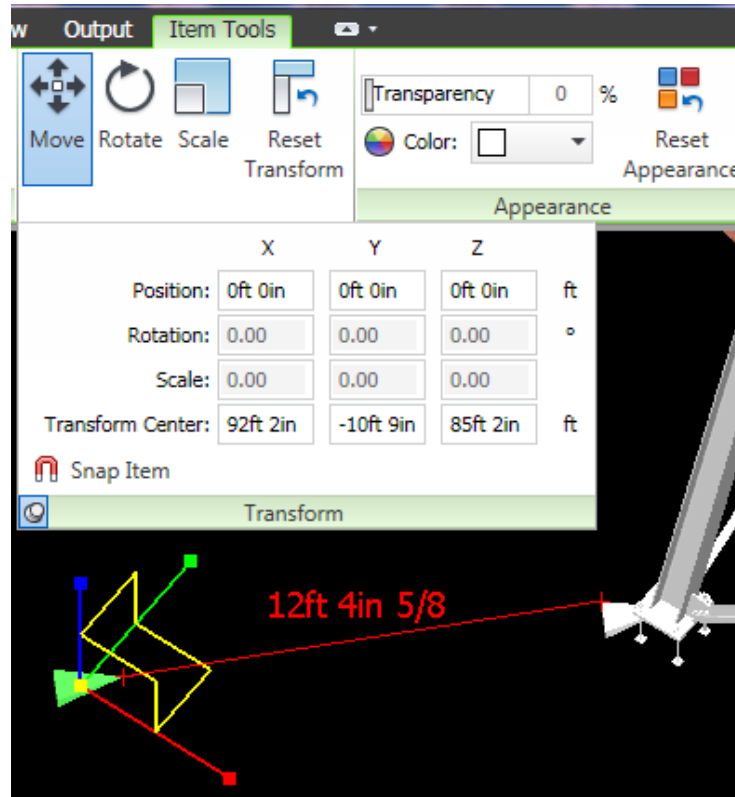 w Output Item Tools
Transparency 0 %
Move Rotate Scale Reset Transform Color: Reset Appearance
Appearance
X Y Z
Position: 0ft 0in 0ft 0in 0ft 0in ft
Rotation: 0.00 0.00 0.00 °
Scale: 0.00 0.00 0.00
Transform Center: 92ft 2in -10ft 9in 85ft 2in ft
Snap Item
Transform
12ft 4in 5/8